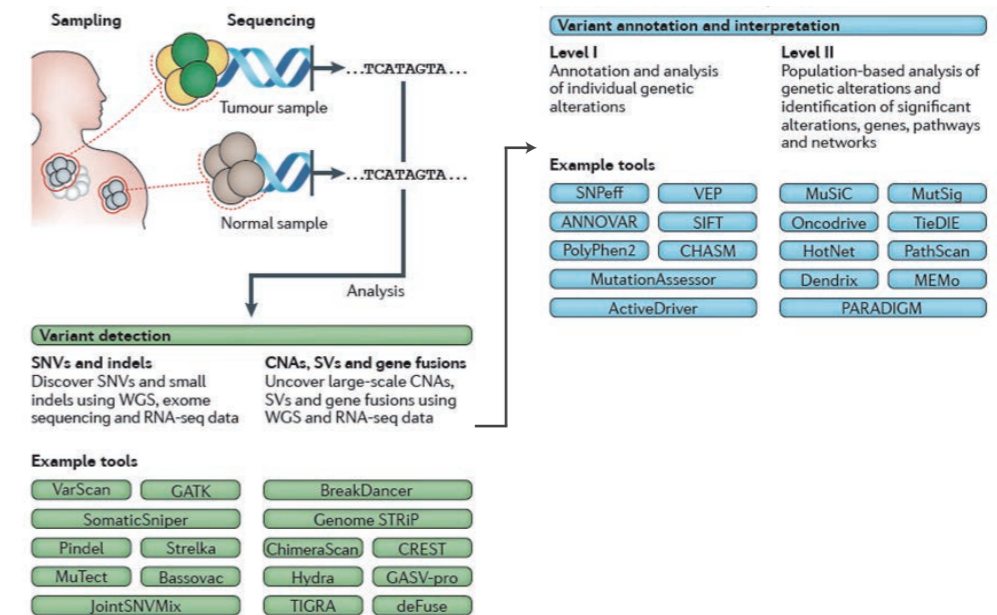 Sampling
Sequencing
...TCATAGTA...
Tumour sample
...TCATAGTA...
Normal sample
Analysis
Variant detection
SNVs and indels
Discover SNVs and small
indels using WGS, exome
sequencing and RNA-seq data
CNAs, SVs and gene fusions
Uncover large-scale CNAs,
SVs and gene fusions using
WGS and RNA-seq data
Example tools
VarScan
GATK
SomaticSniper
Pindel
Strelka
MuTect
Bassovac
JointSNVMix
BreakDancer
Genome STRiP
ChimeraScan
CREST
Hydra
GASV-pro
TIGRA
deFuse
Variant annotation and interpretation
Level I
Annotation and analysis
of individual genetic
alterations
Level II
Population-based analysis of
genetic alterations and
identification of significant
alterations, genes, pathways
and networks
Example tools
SNPeff
VEP
ANNOVAR
SIFT
PolyPhen2
CHASM
MutationAssessor
ActiveDriver
MuSiC
MutSig
Oncodrive
TieDIE
HotNet
PathScan
Dendrix
MEMo
PARADIGM